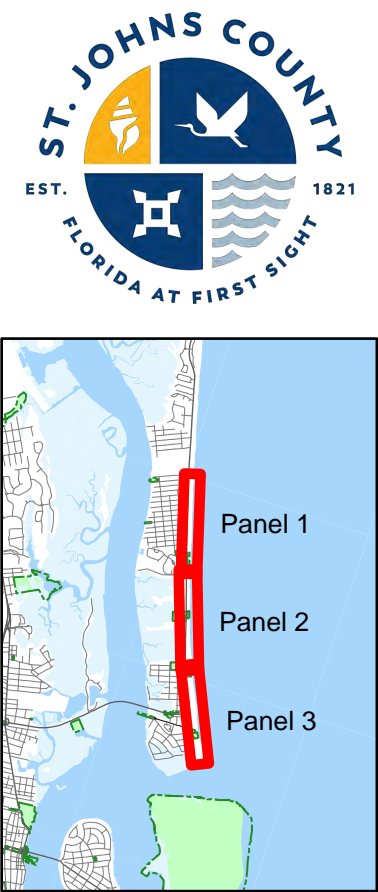 ST. JOHNS COUNTY
EST. 1821
FLORIDA AT FIRST SIGHT
Panel 1
Panel 2
Panel 3